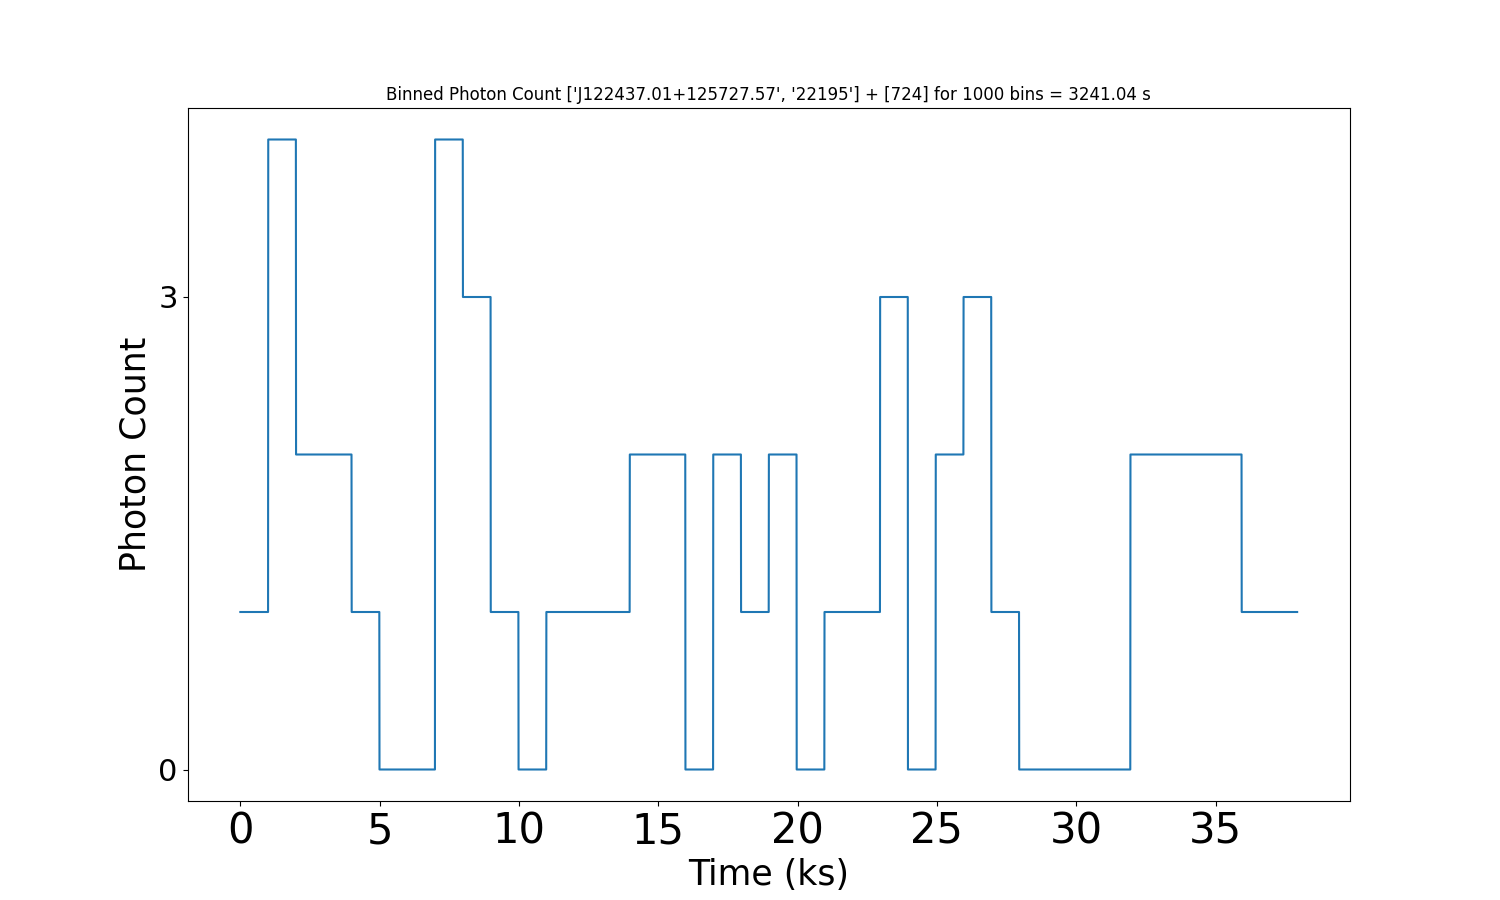 Binned Photon Count ['J122437.01+125727.57', '22195'] + [724] for 1000 bins = 3241.04 s
3
Photon Count
0
0 5 10 15 20 25 30 35
Time (ks)